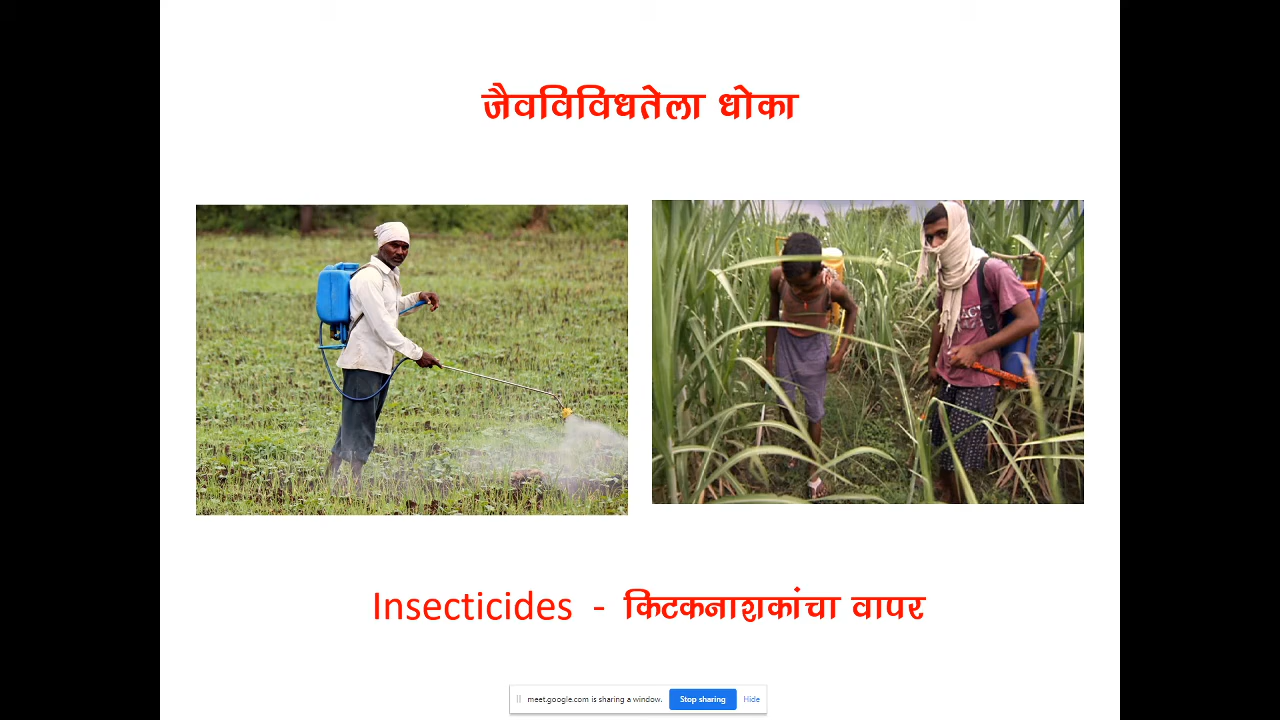 जैवविविधतेला धोका
Insecticides - किटकनाशकांचा वापर
meet.google.com is sharing a window. Stop sharing Hide